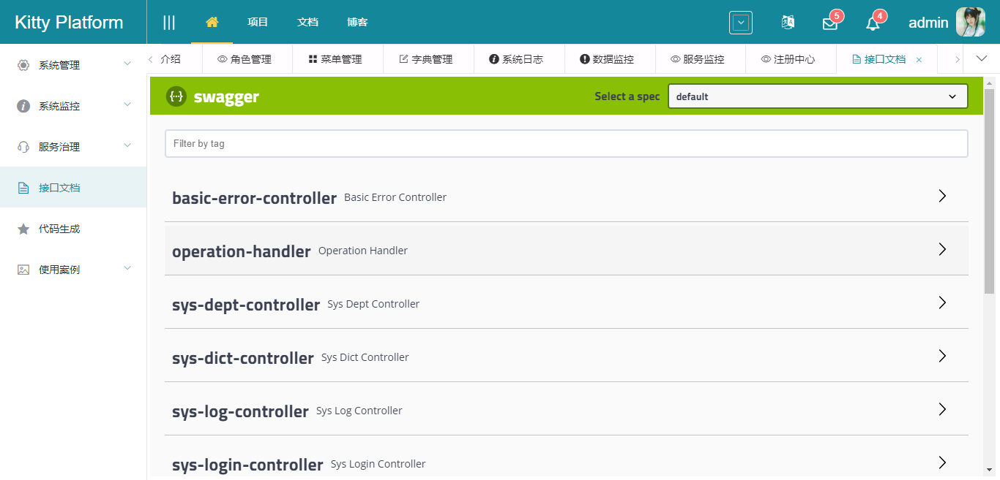 Kitty Platform
项目
文档
博客
5
4
admin
系统管理
系统监控
服务治理
接口文档
代码生成
使用案例
介绍
角色管理
菜单管理
字典管理
系统日志
数据监控
服务监控
注册中心
接口文档
swagger
Select a spec
default
Filter by tag
basic-error-controller Basic Error Controller
operation-handler Operation Handler
sys-dept-controller Sys Dept Controller
sys-dict-controller Sys Dict Controller
sys-log-controller Sys Log Controller
sys-login-controller Sys Login Controller